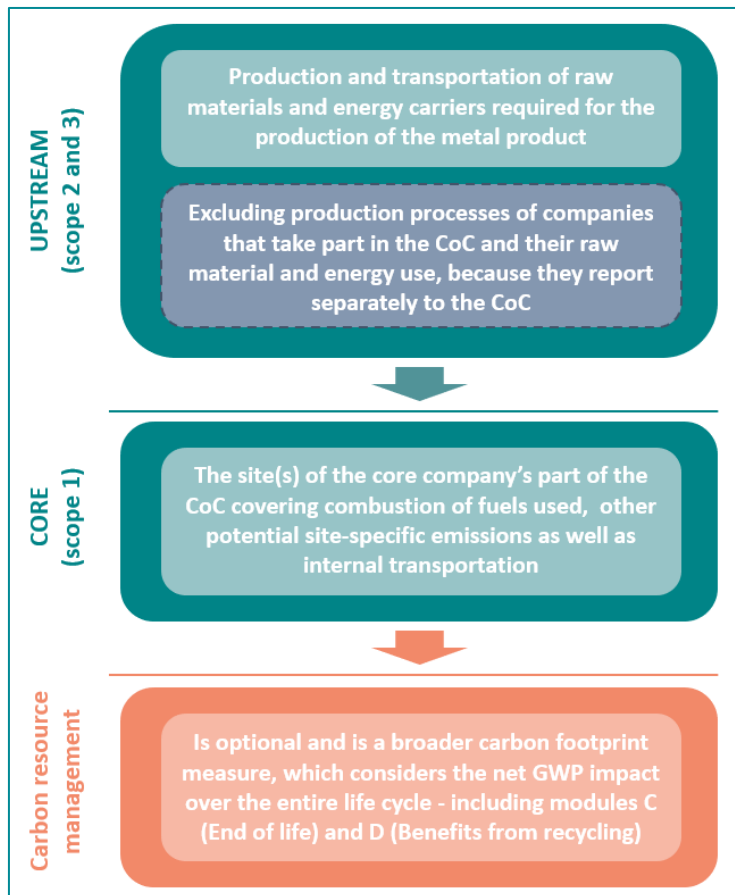 UPSTREAM
(scope 2 and 3)
Production and transportation of raw
materials and energy carriers required for the
production of the metal product
Excluding production processes of companies
that take part in the CoC and their raw
material and energy use, because they report
separately to the CoC
CORE
(scope 1)
The site(s) of the core company’s part of the
CoC covering combustion of fuels used, other
potential site-specific emissions as well as
internal transportation
Carbon resource
management
Is optional and is a broader carbon footprint
measure, which considers the net GWP impact
over the entire life cycle - including modules C
(End of life) and D (Benefits from recycling)